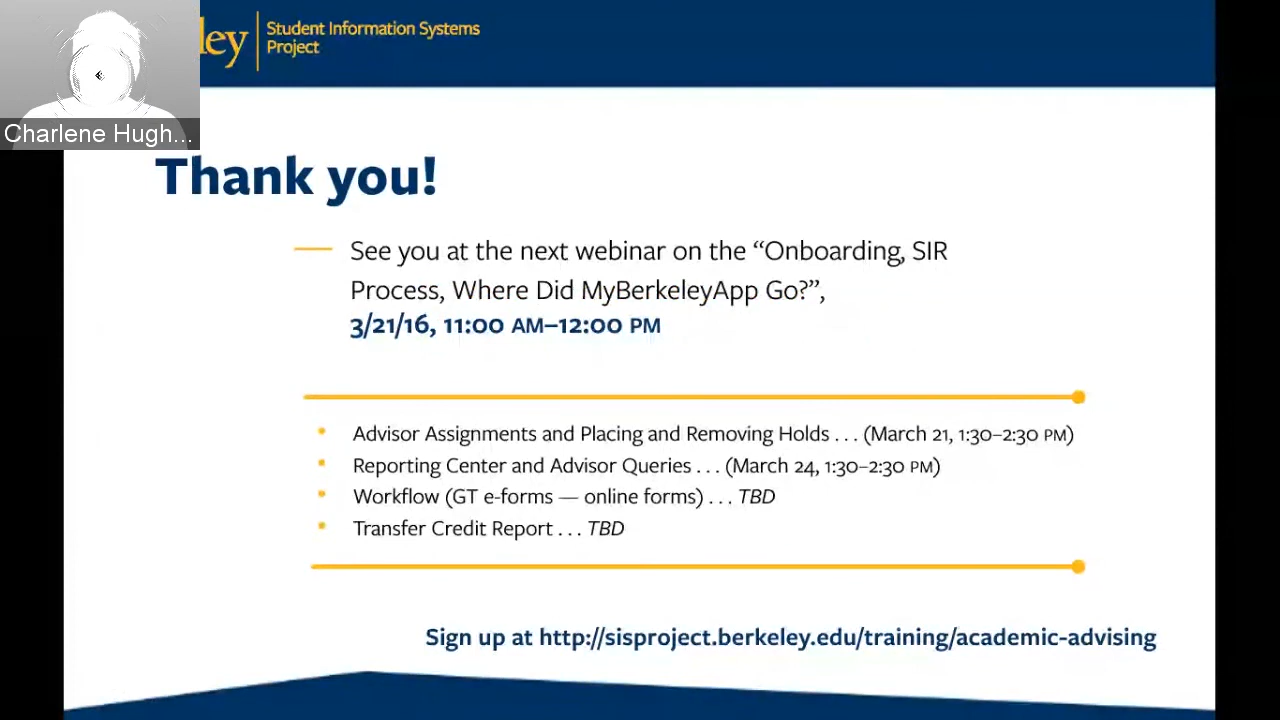 ley
Student Information Systems
Project
Charlene Hugh...
Thank you!
See you at the next webinar on the “Onboarding, SIR
Process, Where Did MyBerkeleyApp Go?”,
3/21/16, 11:00 AM–12:00 PM
• Advisor Assignments and Placing and Removing Holds . . . (March 21, 1:30–2:30 PM)
• Reporting Center and Advisor Queries . . . (March 24, 1:30–2:30 PM)
• Workflow (GT e-forms — online forms) . . . TBD
• Transfer Credit Report . . . TBD
Sign up at http://sisproject.berkeley.edu/training/academic-advising